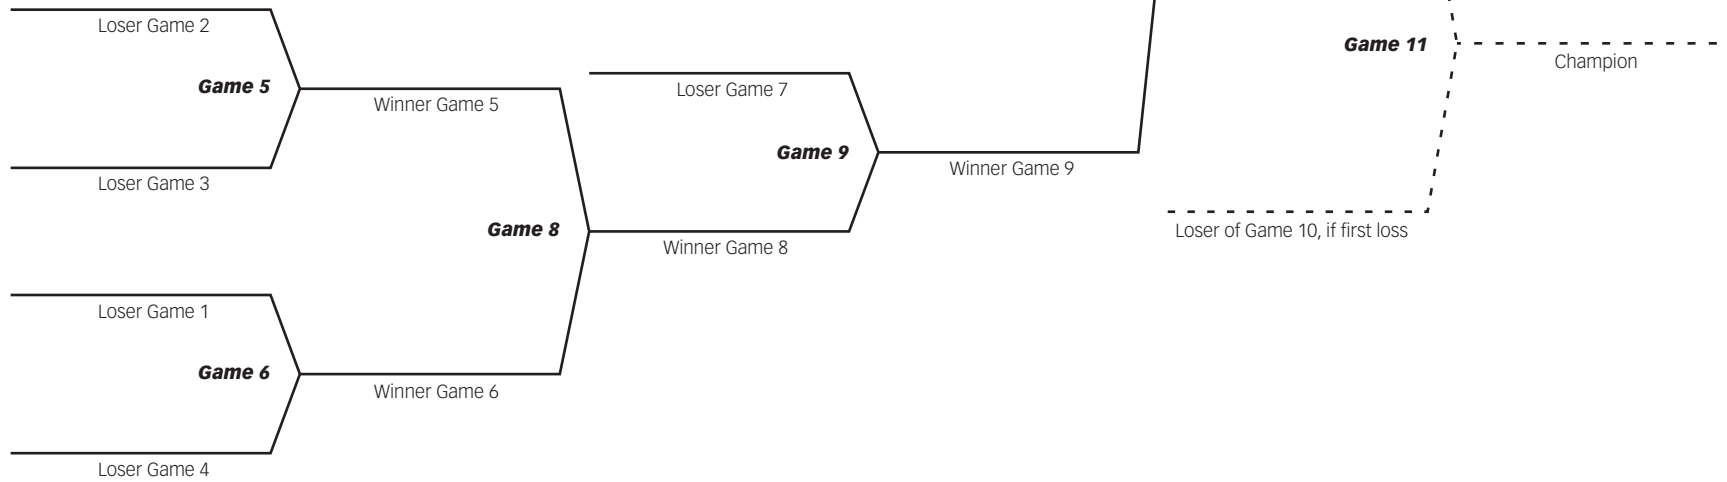 Loser Game 2
Game 5
Winner Game 5
Loser Game 3
Game 8
Loser Game 1
Game 6
Winner Game 6
Loser Game 4
Loser Game 7
Game 9
Winner Game 9
Winner Game 8
Game 11
Champion
Loser of Game 10, if first loss